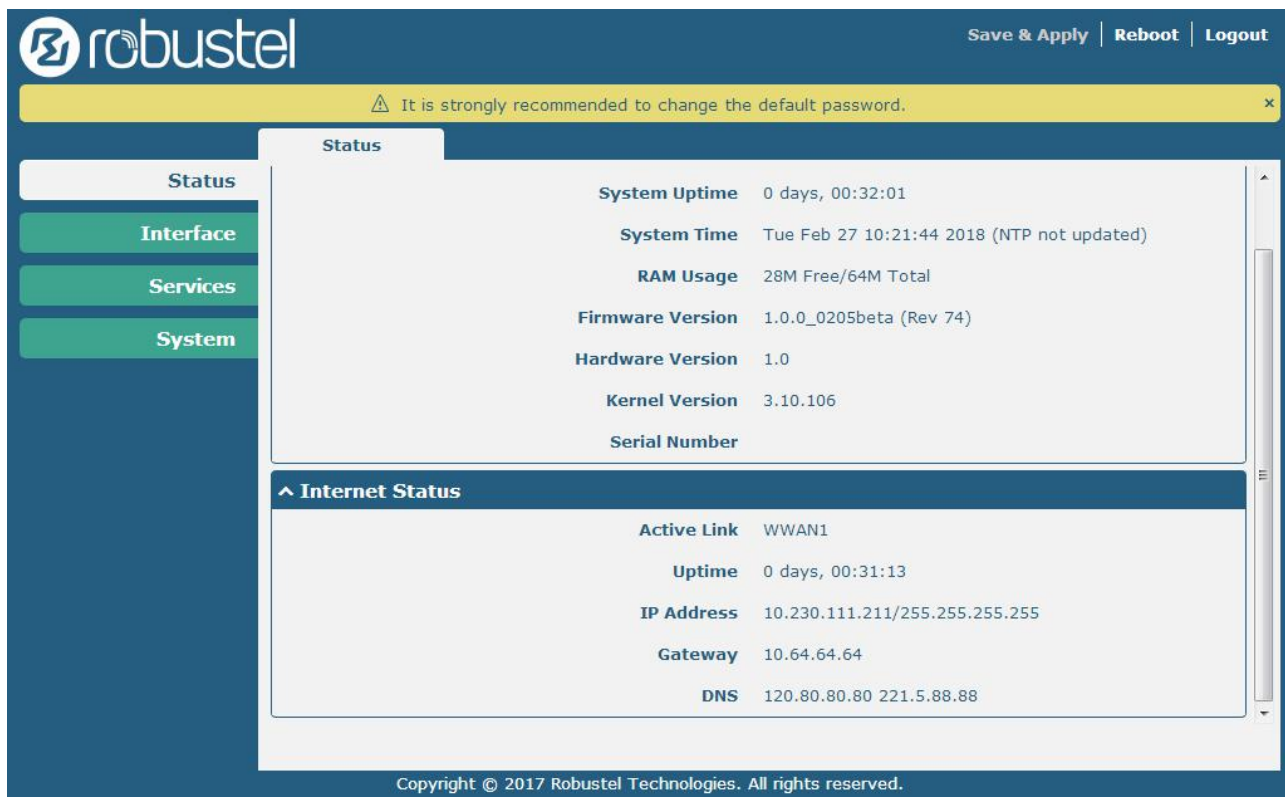 robustel
Save & Apply | Reboot | Logout
⚠ It is strongly recommended to change the default password. ×
Status
Status
Interface
Services
System
System Uptime 0 days, 00:32:01
System Time Tue Feb 27 10:21:44 2018 (NTP not updated)
RAM Usage 28M Free/64M Total
Firmware Version 1.0.0_0205beta (Rev 74)
Hardware Version 1.0
Kernel Version 3.10.106
Serial Number
Internet Status
Active Link WWAN1
Uptime 0 days, 00:31:13
IP Address 10.230.111.211/255.255.255.255
Gateway 10.64.64.64
DNS 120.80.80.80 221.5.88.88
Copyright © 2017 Robustel Technologies. All rights reserved.